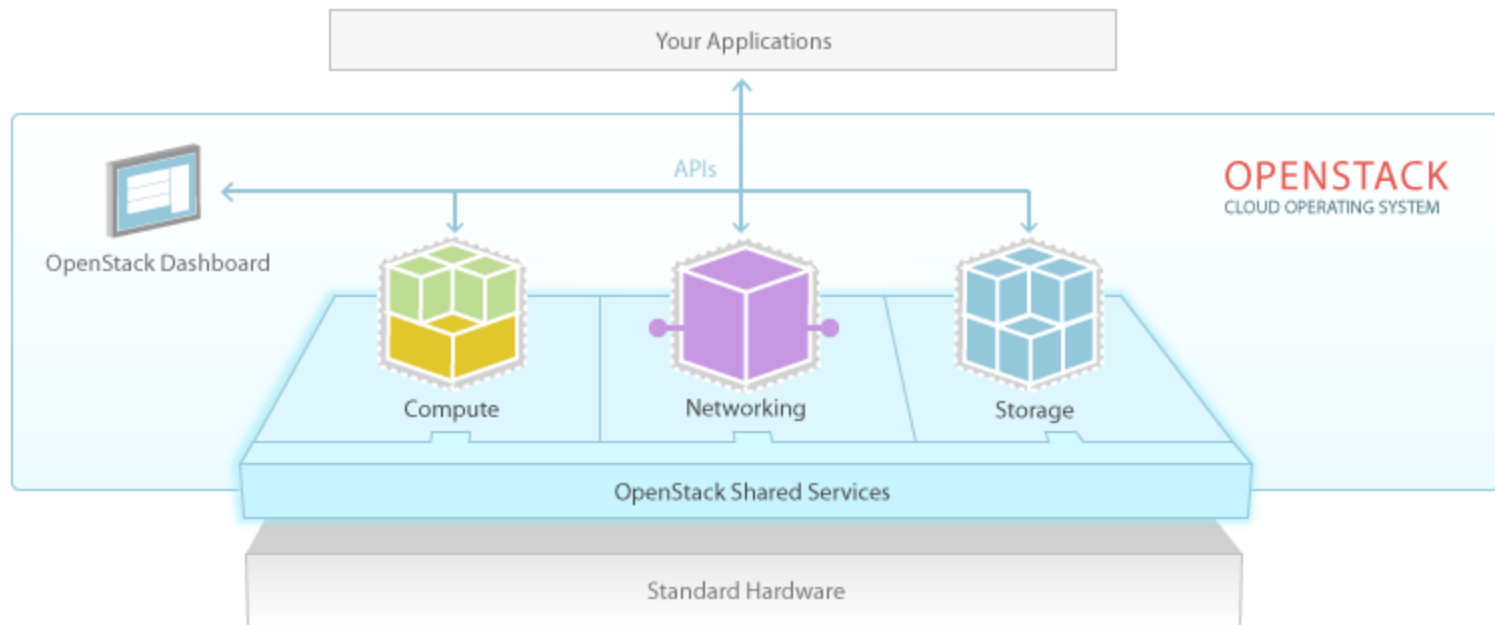 Your Applications
APIs
OPENSTACK
CLOUD OPERATING SYSTEM
OpenStack Dashboard
Compute
Networking
Storage
OpenStack Shared Services
Standard Hardware